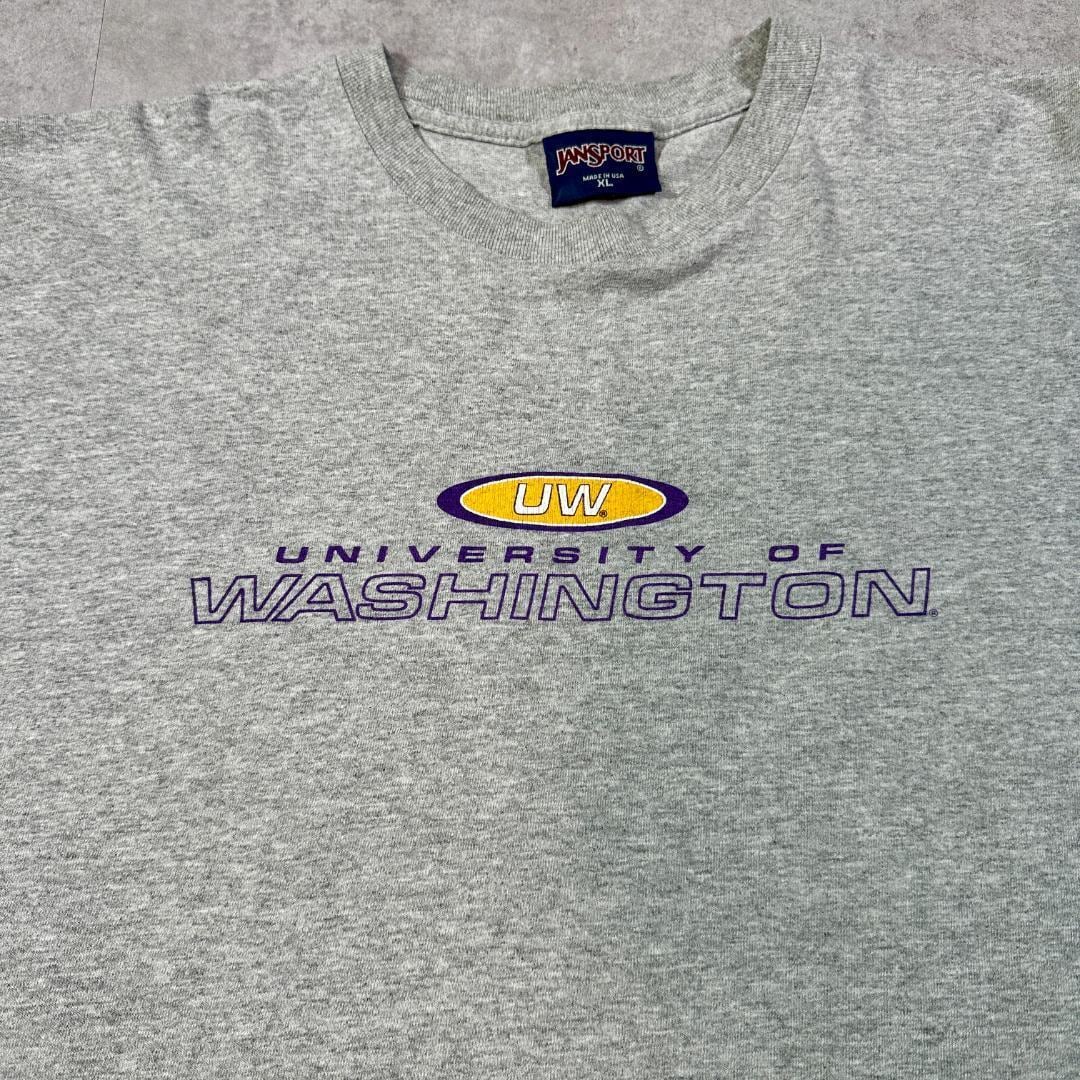 JANSPORT
©
MADE IN USA
XL
UW®
UNIVERSITY OF
WASHINGTON®